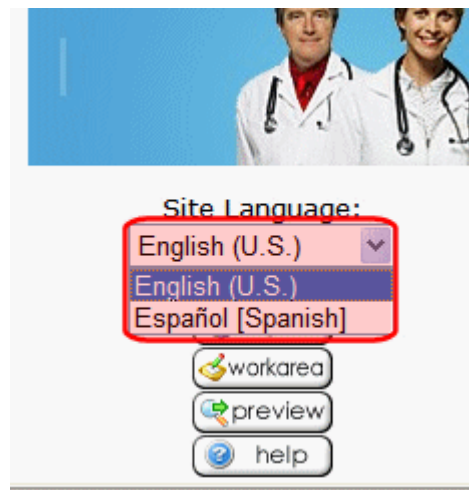 Site Language:
English (U.S.)
English (U.S.)
Español [Spanish]
workarea
preview
help